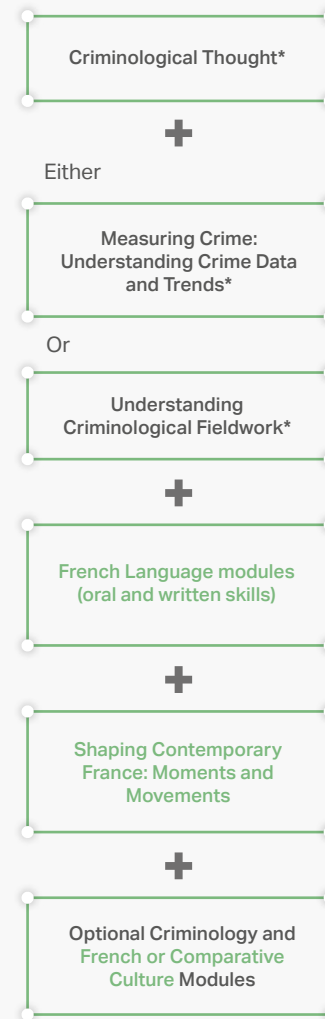 Criminological Thought*
+
Either
Measuring Crime:
Understanding Crime Data
and Trends*
Or
Understanding
Criminological Fieldwork*
+
French Language modules
(oral and written skills)
+
Shaping Contemporary
France: Moments and
Movements
+
Optional Criminology and
French or Comparative
Culture Modules